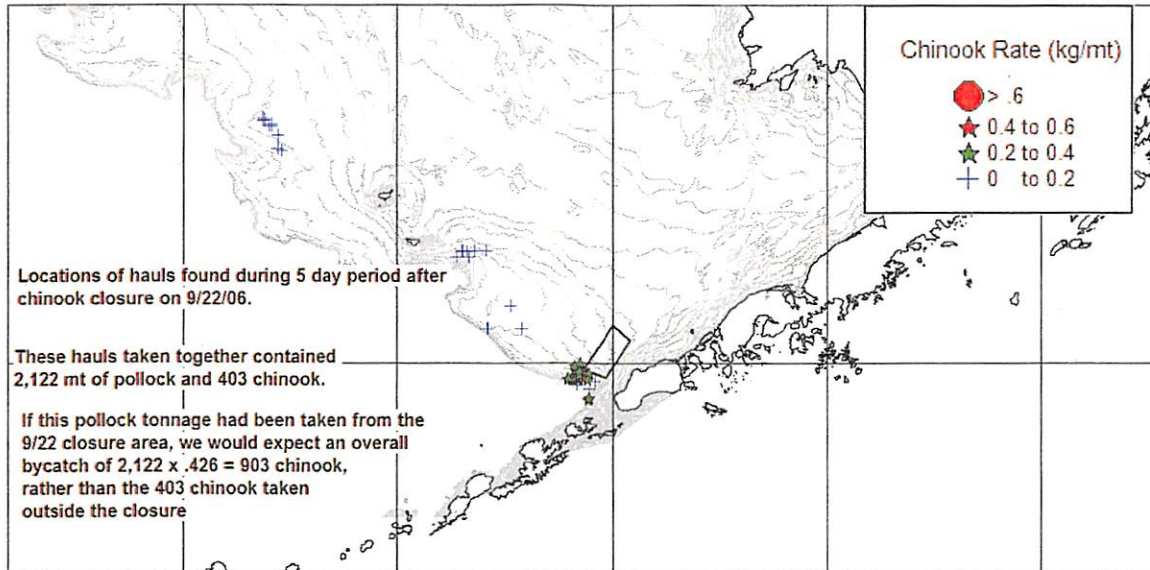 Chinook Rate (kg/mt)
> .6
0.4 to 0.6
0.2 to 0.4
0 to 0.2
Locations of hauls found during 5 day period after
chinook closure on 9/22/06.
These hauls taken together contained
2,122 mt of pollock and 403 chinook.
If this pollock tonnage had been taken from the
9/22 closure area, we would expect an overall
bycatch of 2,122 x .426 = 903 chinook,
rather than the 403 chinook taken
outside the closure